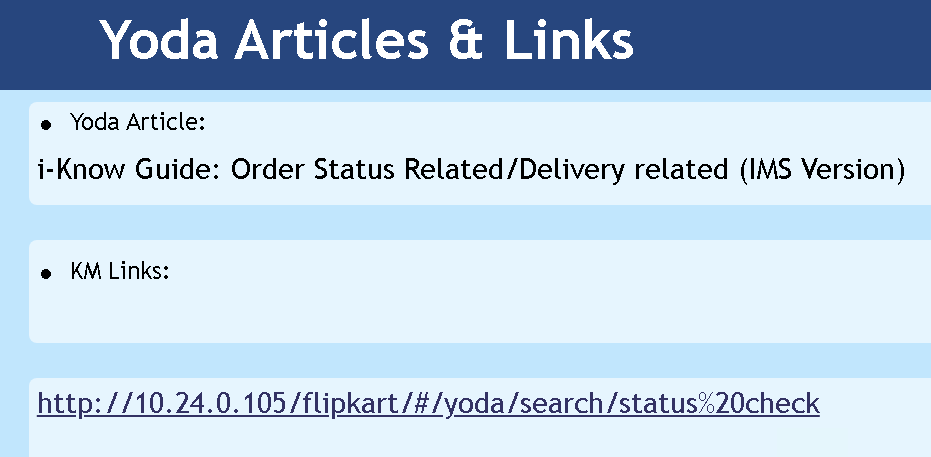 Yoda Articles & Links
• Yoda Article:
i-Know Guide: Order Status Related/Delivery related (IMS Version)
• KM Links:
http://10.24.0.105/flipkart/#/yoda/search/status%20check